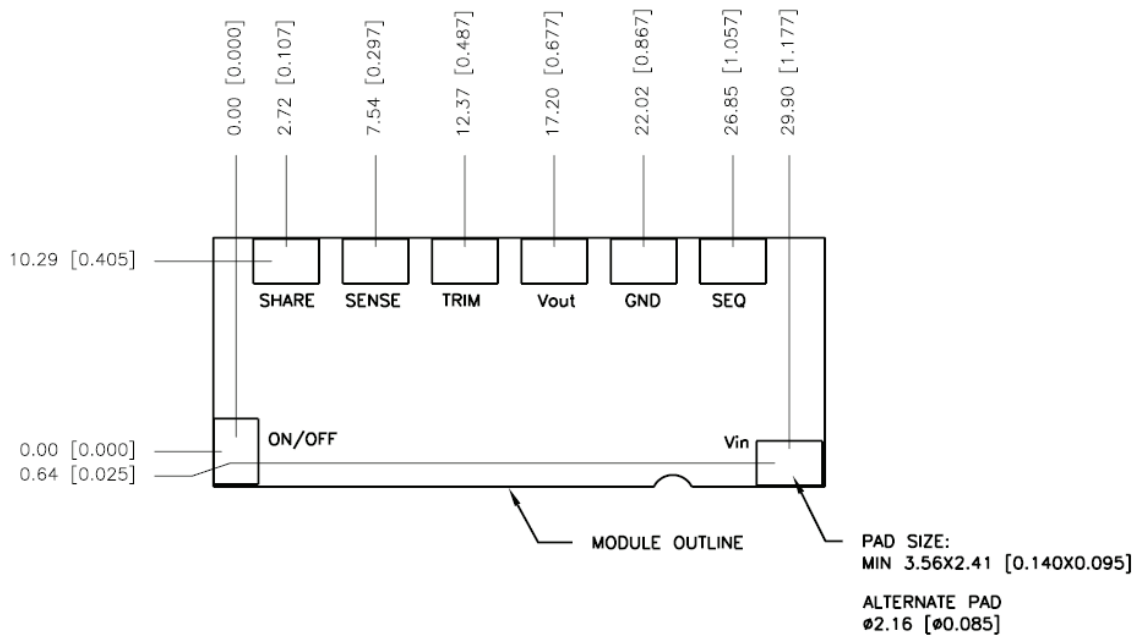 0.00 [0.000]
2.72 [0.107]
7.54 [0.297]
12.37 [0.487]
17.20 [0.677]
22.02 [0.867]
26.85 [1.057]
29.90 [1.177]
10.29 [0.405]
SHARE
SENSE
TRIM
Vout
GND
SEQ
ON/OFF
Vin
0.00 [0.000]
0.64 [0.025]
MODULE OUTLINE
PAD SIZE:
MIN 3.56X2.41 [0.140X0.095]
ALTERNATE PAD
ø2.16 [ø0.085]